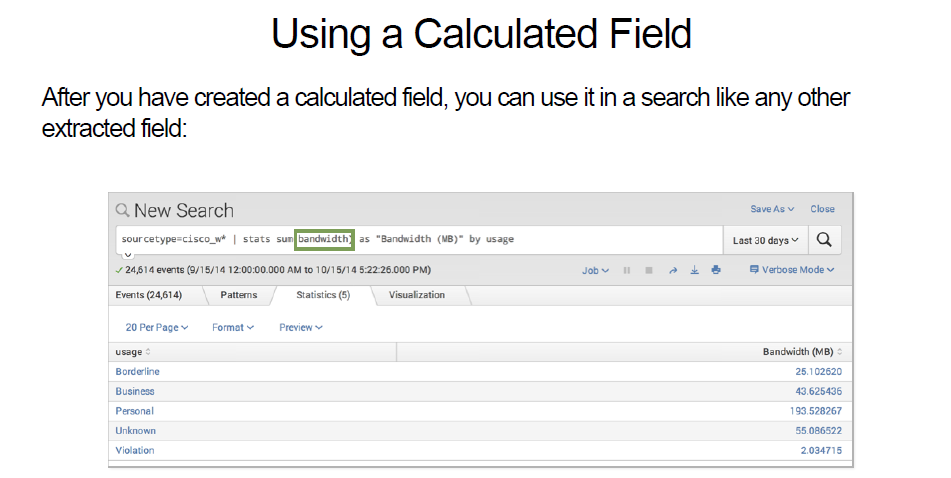 Using a Calculated Field
After you have created a calculated field, you can use it in a search like any other
extracted field:
New Search
Save As
Close
sourcetype=cisco_w* | stats sum(bandwidth) as "Bandwidth (MB)" by usage
Last 30 days
24,614 events (9/15/14 12:00:00.000 AM to 10/15/14 5:22:26.000 PM)
Job
Verbose Mode
Events (24,614)
Patterns
Statistics (5)
Visualization
20 Per Page
Format
Preview
usage
Bandwidth (MB)
Borderline
25.102620
Business
43.625436
Personal
193.528267
Unknown
55.086522
Violation
2.034715